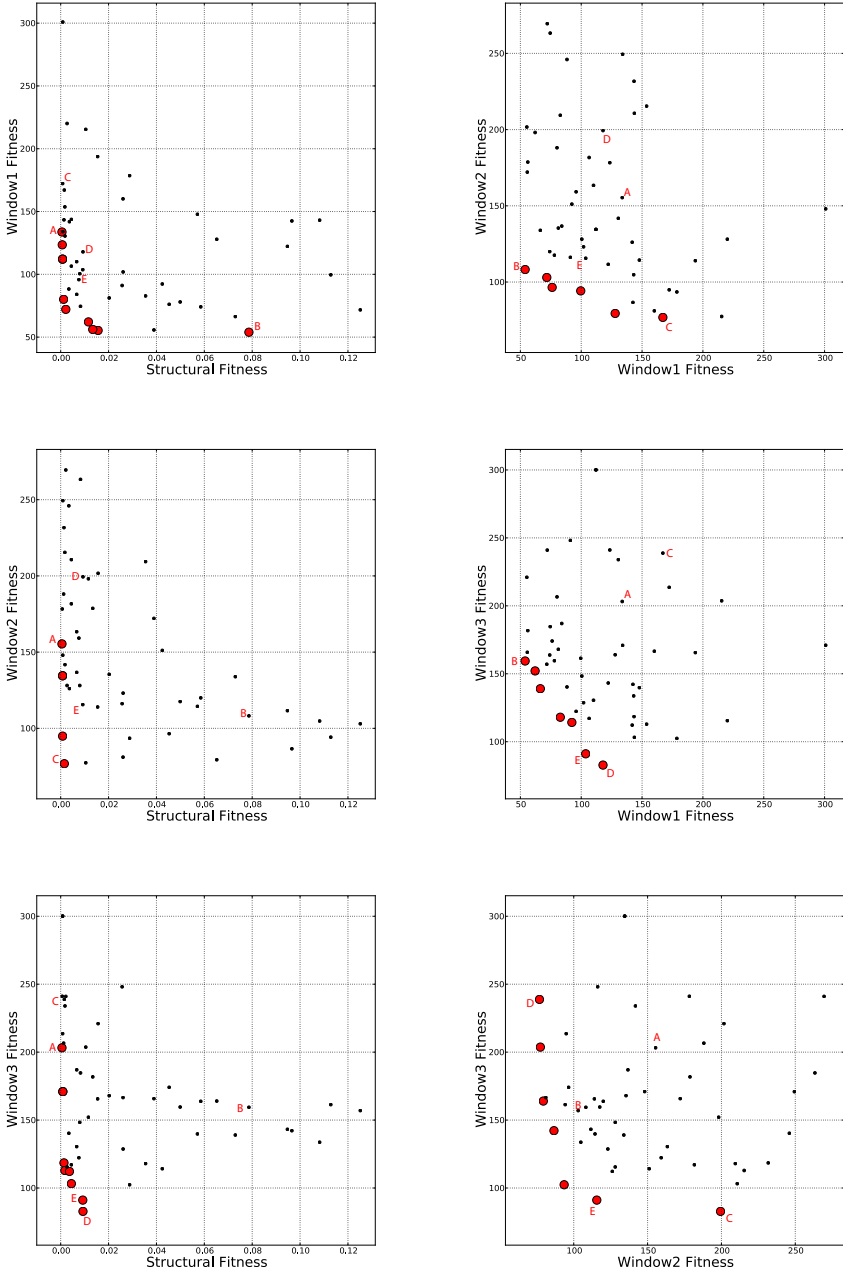 300
250
200
150
100
50
Window1 Fitness
C
A
D
E
B
0.00 0.02 0.04 0.06 0.08 0.10 0.12
Structural Fitness
250
200
150
100
Window2 Fitness
D
A
E
B
C
50 100 150 200 250 300
Window1 Fitness
250
200
150
100
Window2 Fitness
D
A
E
B
C
0.00 0.02 0.04 0.06 0.08 0.10 0.12
Structural Fitness
300
250
200
150
100
Window3 Fitness
C
A
B
E
D
50 100 150 200 250 300
Window1 Fitness
300
250
200
150
100
Window3 Fitness
C
A
B
E
D
0.00 0.02 0.04 0.06 0.08 0.10 0.12
Structural Fitness
300
250
200
150
100
Window3 Fitness
D
A
B
E
C
100 150 200 250
Window2 Fitness